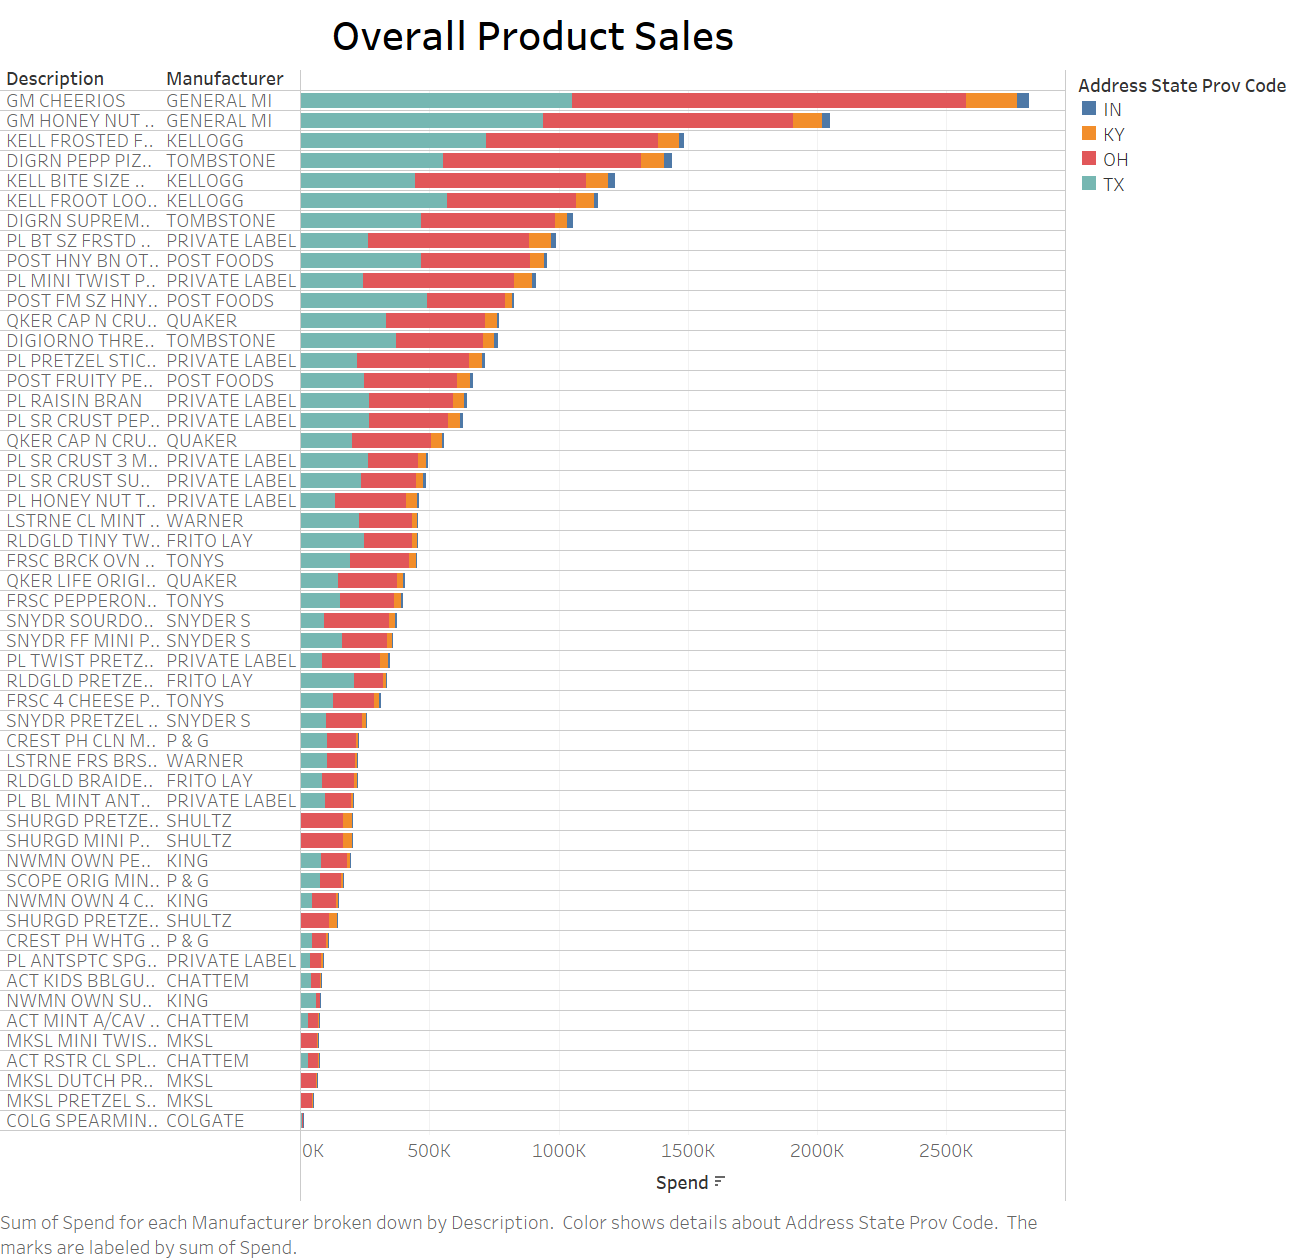 Overall Product Sales
Description Manufacturer
Address State Prov Code
GM CHEERIOS GENERAL MI
IN
GM HONEY NUT .. GENERAL MI
KY
KELL FROSTED F.. KELLOGG
OH
DIGRN PEPP PIZ.. TOMBSTONE
TX
KELL BITE SIZE .. KELLOGG
KELL FROOT LOO.. KELLOGG
DIGRN SUPREM.. TOMBSTONE
PL BT SZ FRSTD .. PRIVATE LABEL
POST HNY BN OT.. POST FOODS
PL MINI TWIST P.. PRIVATE LABEL
POST FM SZ HNY.. POST FOODS
QKER CAP N CRU.. QUAKER
DIGIORNO THRE.. TOMBSTONE
PL PRETZEL STIC.. PRIVATE LABEL
POST FRUITY PE.. POST FOODS
PL RAISIN BRAN PRIVATE LABEL
PL SR CRUST PEP.. PRIVATE LABEL
QKER CAP N CRU.. QUAKER
PL SR CRUST 3 M.. PRIVATE LABEL
PL SR CRUST SU.. PRIVATE LABEL
PL HONEY NUT T.. PRIVATE LABEL
LSTRNE CL MINT .. WARNER
RLDGLD TINY TW.. FRITO LAY
FRSC BRCK OVN .. TONYS
QKER LIFE ORIGI.. QUAKER
FRSC PEPPERON.. TONYS
SNYDR SOURDO.. SNYDER S
SNYDR FF MINI P.. SNYDER S
PL TWIST PRETZ.. PRIVATE LABEL
RLDGLD PRETZE.. FRITO LAY
FRSC 4 CHEESE P.. TONYS
SNYDR PRETZEL .. SNYDER S
CREST PH CLN M.. P & G
LSTRNE FRS BRS.. WARNER
RLDGLD BRAIDE.. FRITO LAY
PL BL MINT ANT.. PRIVATE LABEL
SHURGD PRETZE.. SHULTZ
SHURGD MINI P.. SHULTZ
NWMN OWN PE.. KING
SCOPE ORIG MIN.. P & G
NWMN OWN 4 C.. KING
SHURGD PRETZE.. SHULTZ
CREST PH WHTG .. P & G
PL ANTSPTC SPG.. PRIVATE LABEL
ACT KIDS BBLGU.. CHATTEM
NWMN OWN SU.. KING
ACT MINT A/CAV .. CHATTEM
MKSL MINI TWIS.. MKSL
ACT RSTR CL SPL.. CHATTEM
MKSL DUTCH PR.. MKSL
MKSL PRETZEL S.. MKSL
COLG SPEARMIN.. COLGATE
0K 500K 1000K 1500K 2000K 2500K
Spend
Sum of Spend for each Manufacturer broken down by Description.  Color shows details about Address State Prov Code.  The
marks are labeled by sum of Spend.